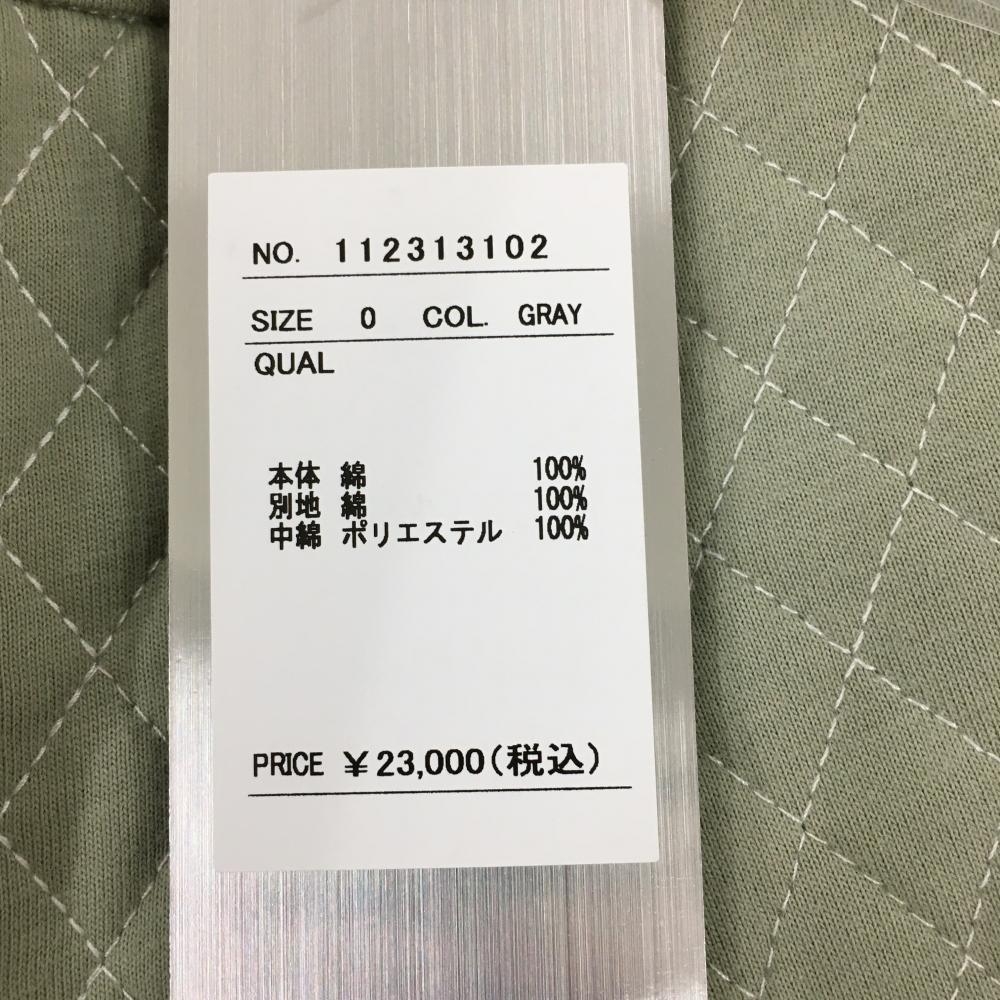 NO. 112313102
SIZE 0 COL. GRAY
QUAL
本体 綿 100%
別地 綿 100%
中綿 ポリエステル 100%
PRICE ¥23,000(税込)